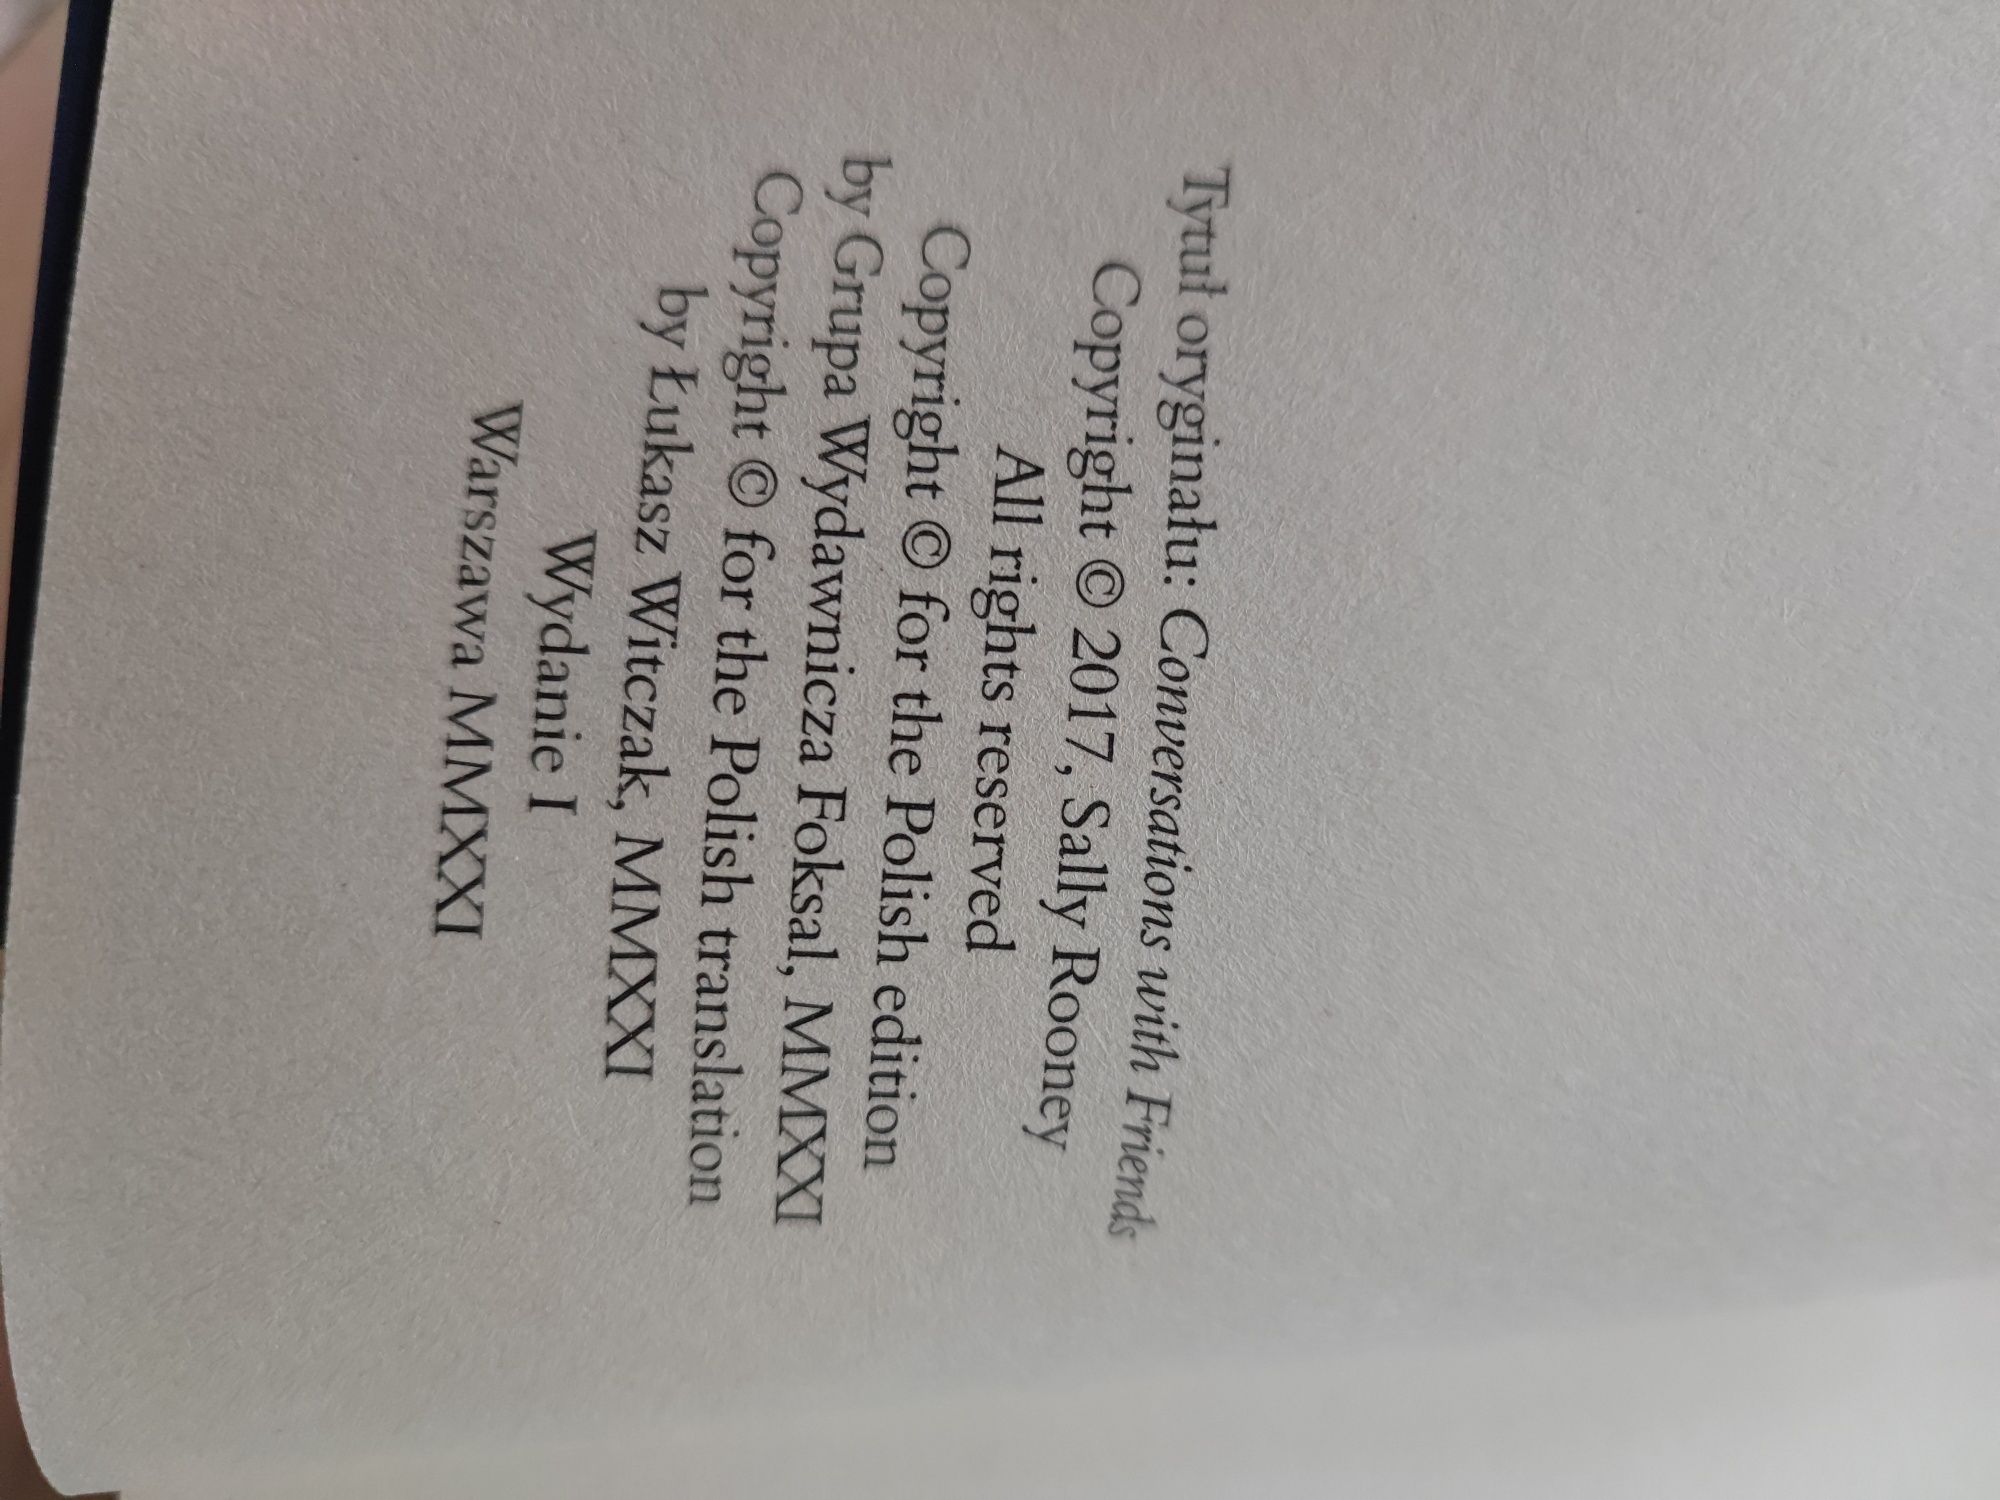 Tytuł oryginału: Conversations with Friends
Copyright © 2017, Sally Rooney
All rights reserved
Copyright © for the Polish edition
by Grupa Wydawnicza Foksal, MMXXI
Copyright © for the Polish translation
by Łukasz Witczak, MMXXI
Wydanie I
Warszawa MMXXI